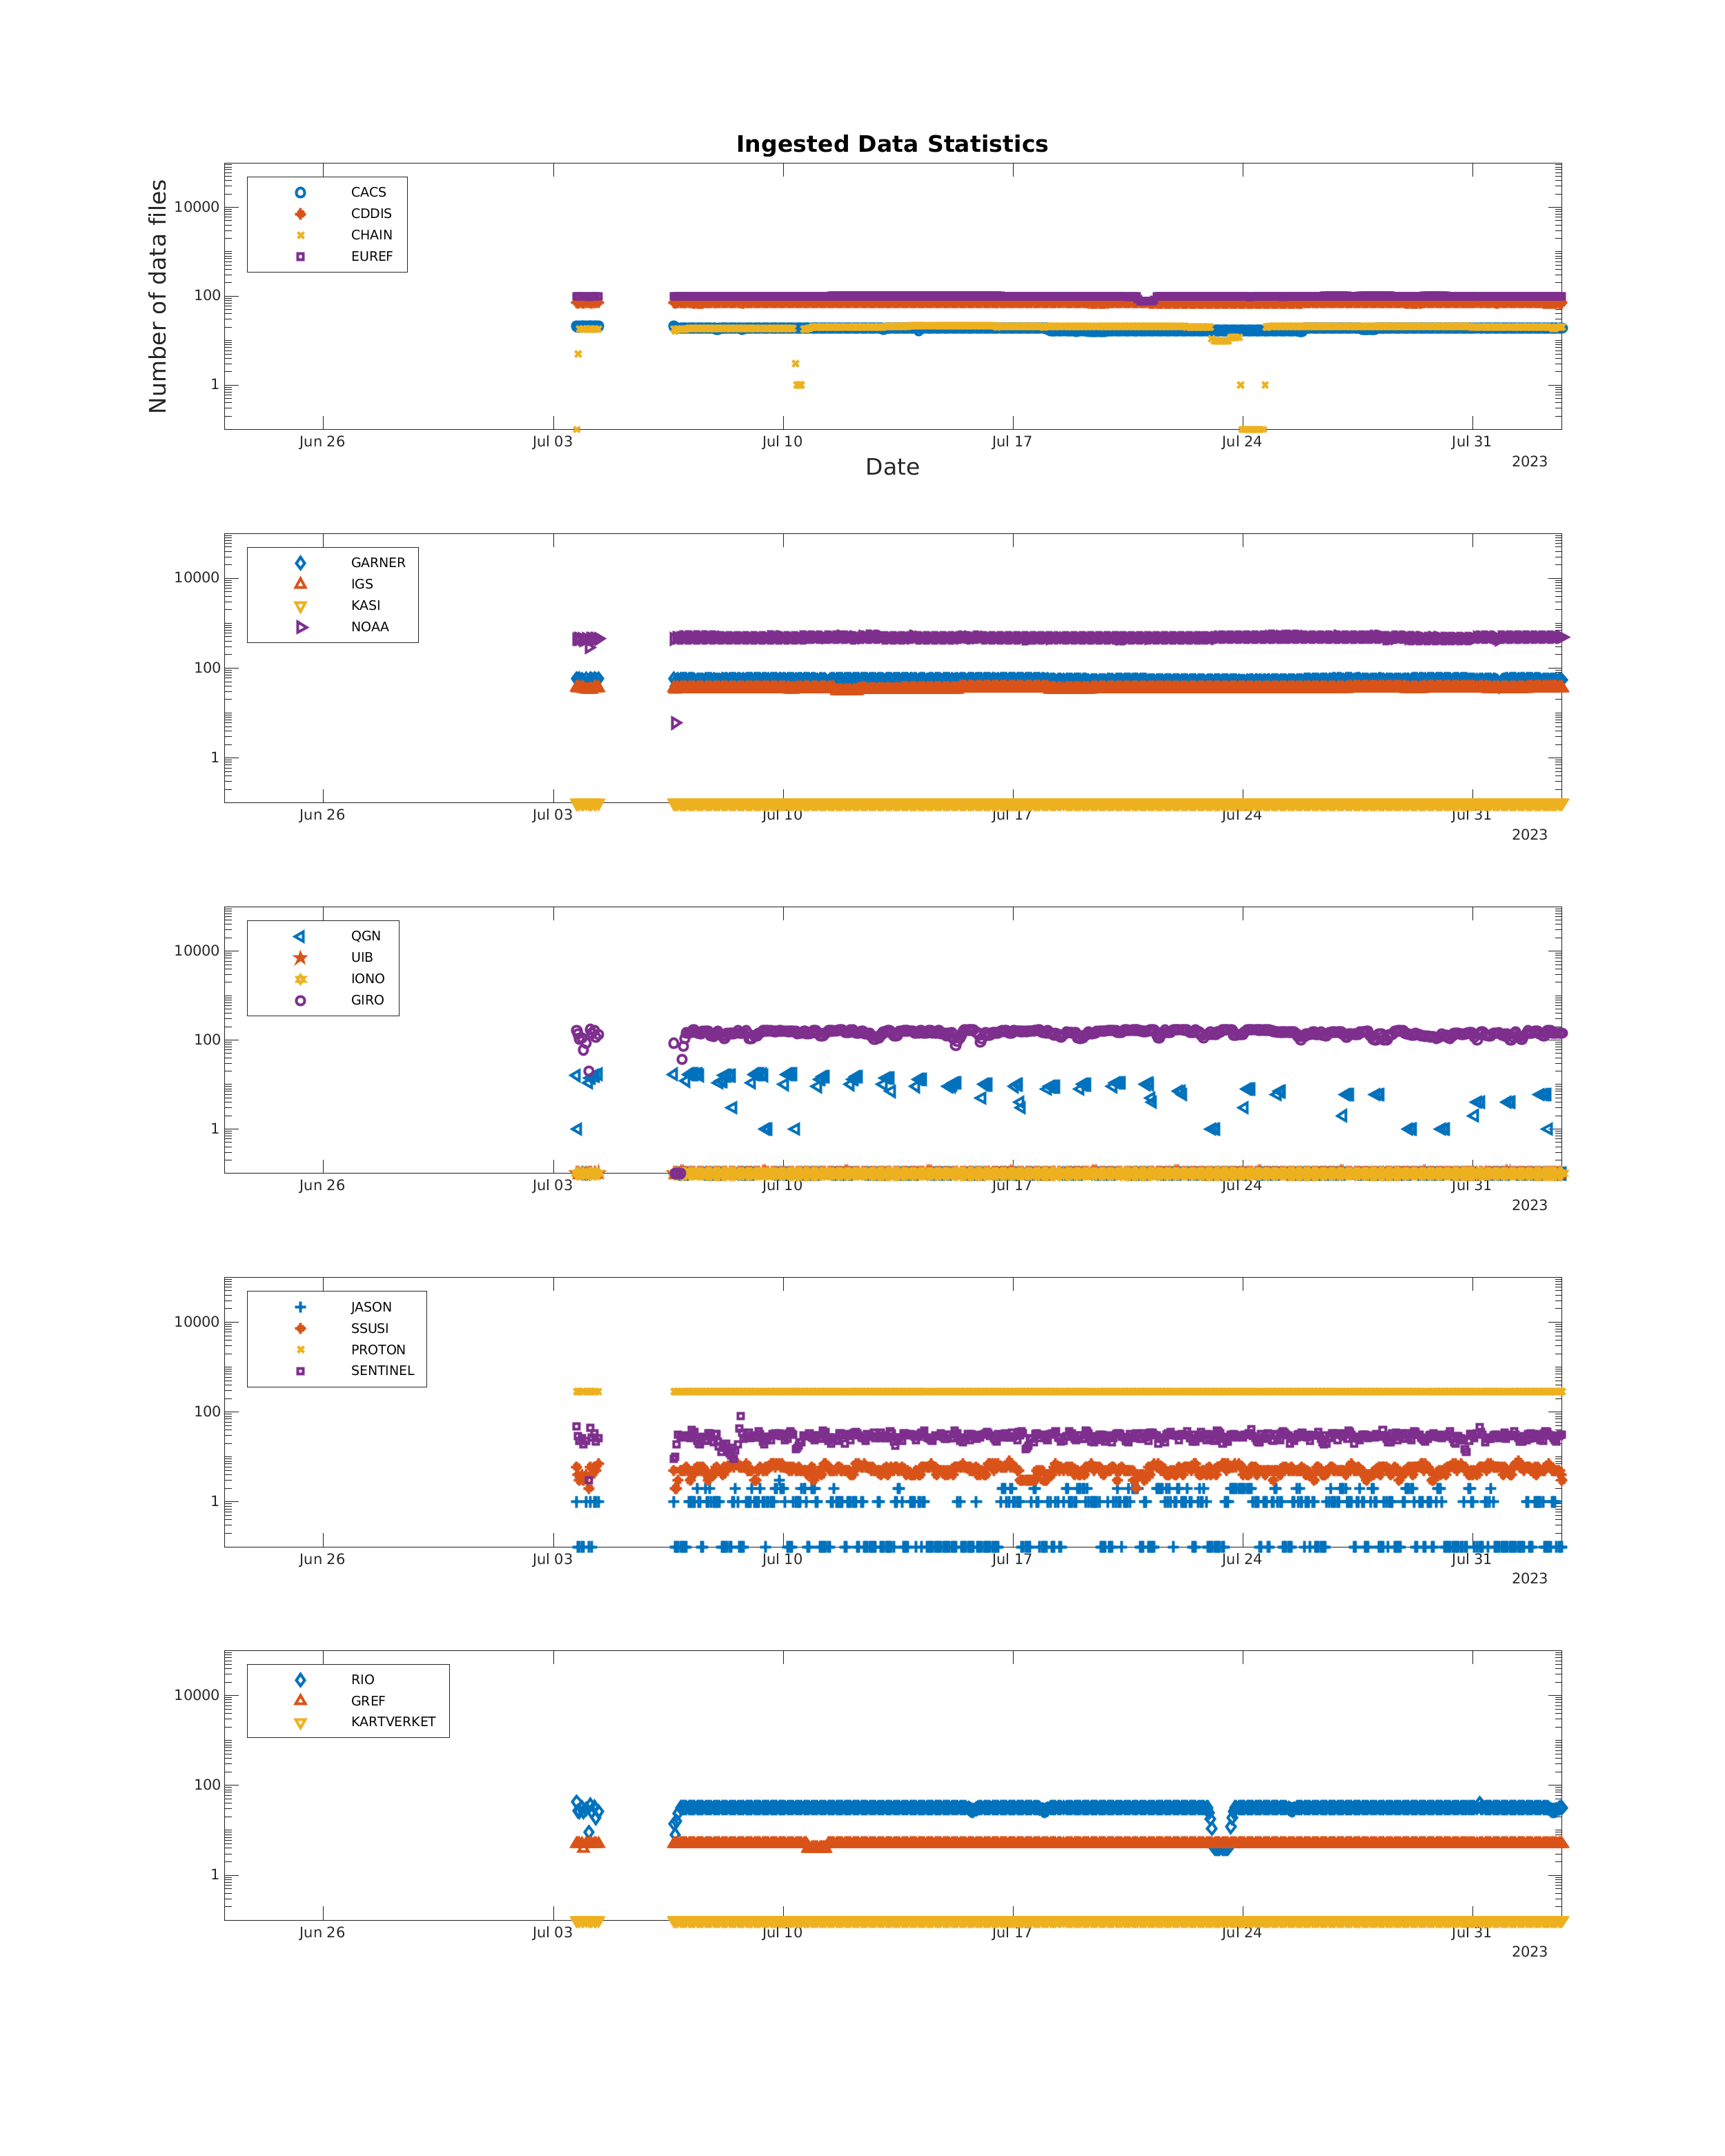 Ingested Data Statistics
Number of data files
10000
100
1
CACS
CDDIS
CHAIN
EUREF
Jun 26 Jul 03 Jul 10 Jul 17 Jul 24 Jul 31
2023
Date
10000
100
1
GARNER
IGS
KASI
NOAA
Jun 26 Jul 03 Jul 10 Jul 17 Jul 24 Jul 31
2023
10000
100
1
QGN
UIB
IONO
GIRO
Jun 26 Jul 03 Jul 10 Jul 17 Jul 24 Jul 31
2023
10000
100
1
JASON
SSUSI
PROTON
SENTINEL
Jun 26 Jul 03 Jul 10 Jul 17 Jul 24 Jul 31
2023
10000
100
1
RIO
GREF
KARTVERKET
Jun 26 Jul 03 Jul 10 Jul 17 Jul 24 Jul 31
2023